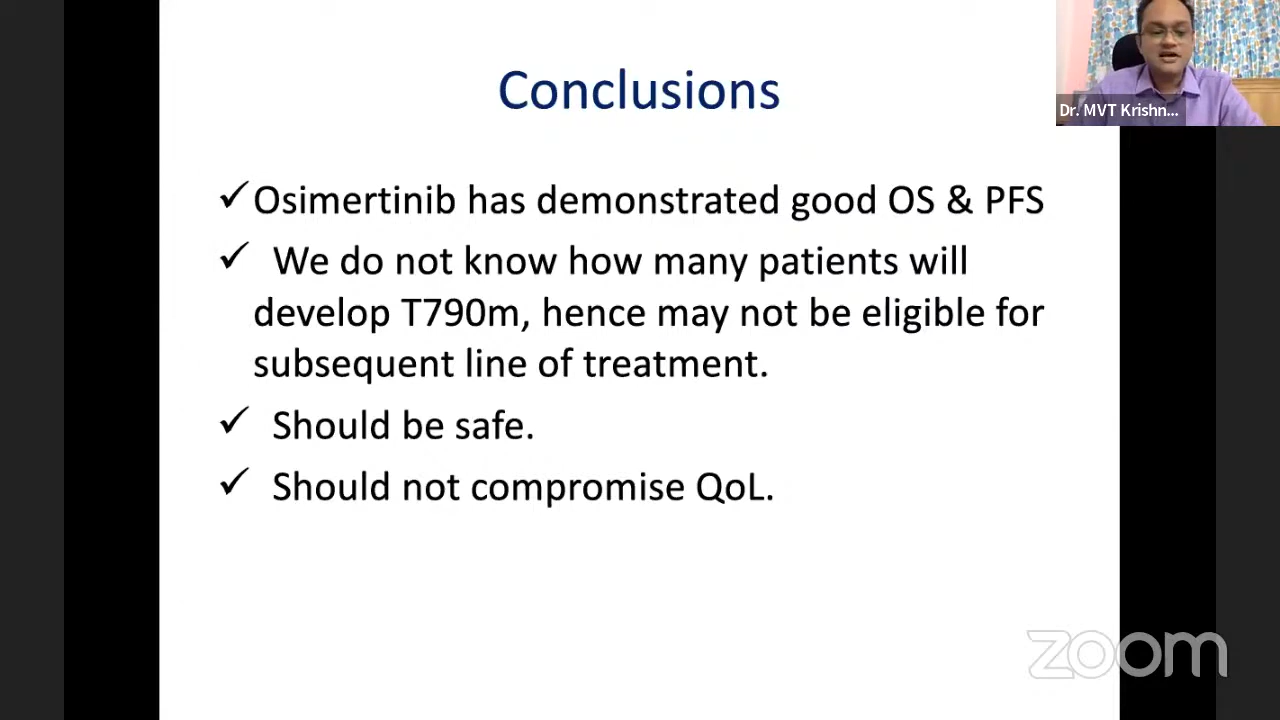 Conclusions
✓Osimertinib has demonstrated good OS & PFS
✓ We do not know how many patients will
develop T790m, hence may not be eligible for
subsequent line of treatment.
✓ Should be safe.
✓ Should not compromise QoL.
Dr. MVT Krishn...
zoom